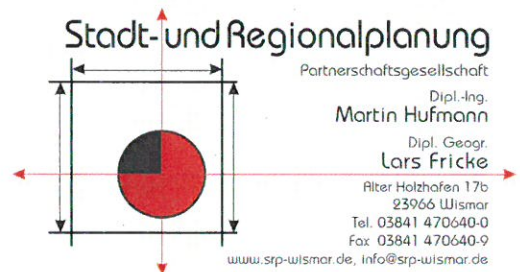 Stadt- und Regionalplanung
Partnerschaftsgesellschaft
Dipl.-Ing.
Martin Hufmann
Dipl. Geogr.
Lars Fricke
Alter Holzhafen 17b
23966 Wismar
Tel. 03841 470640-0
Fax 03841 470640-9
www.srp-wismar.de, info@srp-wismar.de